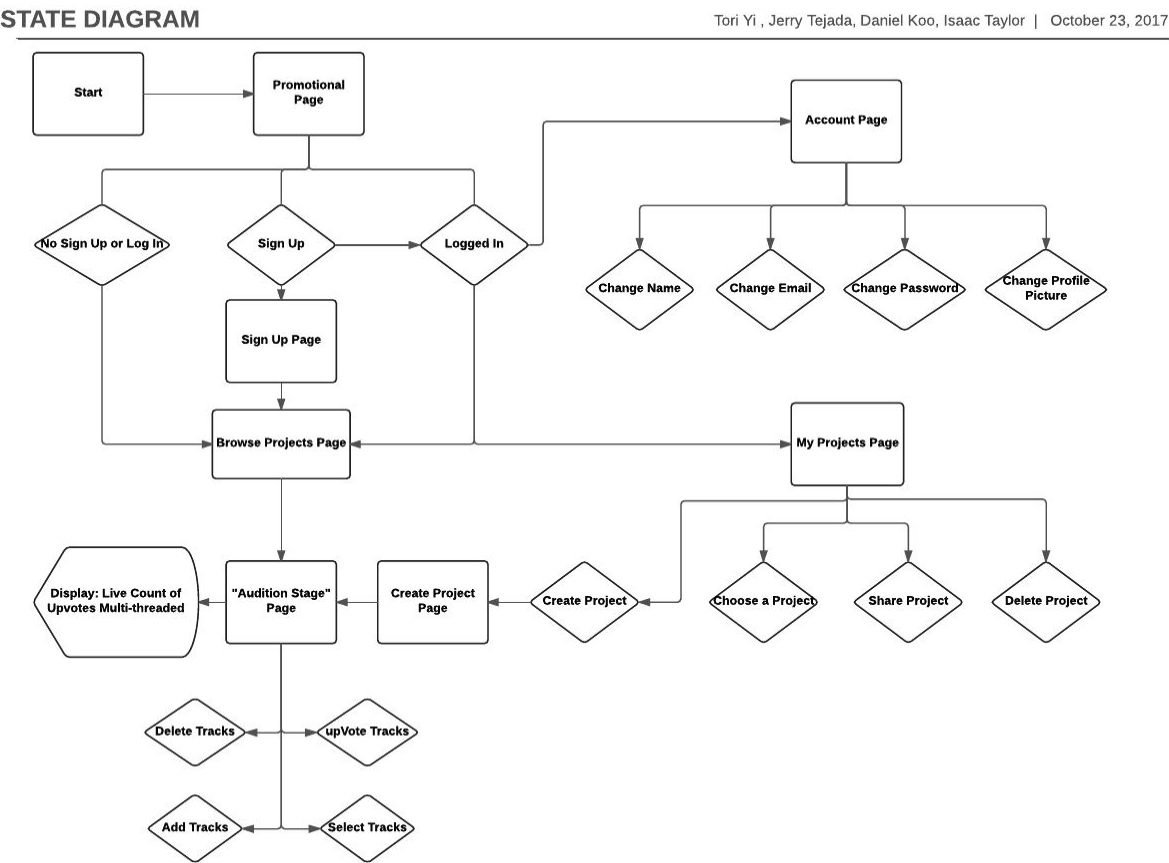 STATE DIAGRAM
Tori Yi , Jerry Tejada, Daniel Koo, Isaac Taylor | October 23, 2017
Start
Promotional
Page
Account Page
No Sign Up or Log In
Sign Up
Logged In
Change Name
Change Email
Change Password
Change Profile
Picture
Sign Up Page
Browse Projects Page
My Projects Page
Display: Live Count of
Upvotes Multi-threaded
"Audition Stage"
Page
Create Project
Page
Create Project
Choose a Project
Share Project
Delete Project
Delete Tracks
upVote Tracks
Add Tracks
Select Tracks